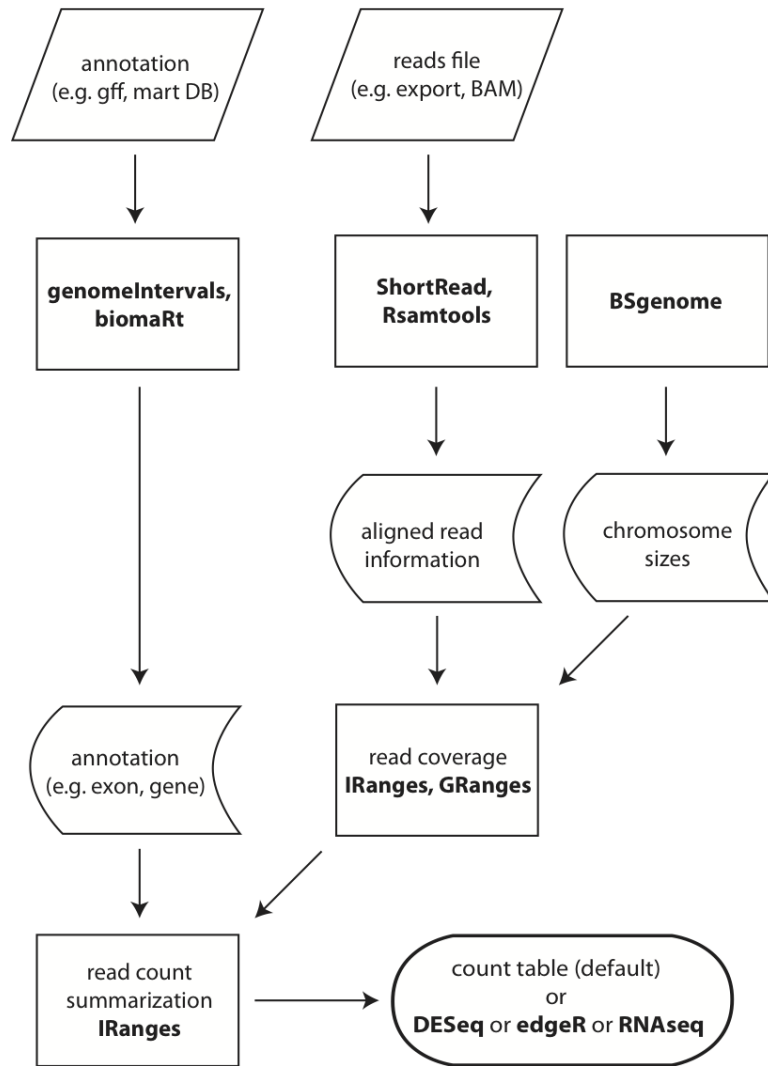 annotation
(e.g. gff, mart DB)
reads file
(e.g. export, BAM)
genomeIntervals,
biomaRt
ShortRead,
Rsamtools
BSgenome
aligned read
information
chromosome
sizes
annotation
(e.g. exon, gene)
read coverage
IRanges, GRanges
read count
summarization
IRanges
count table (default)
or
DESeq or edgeR or RNAseq